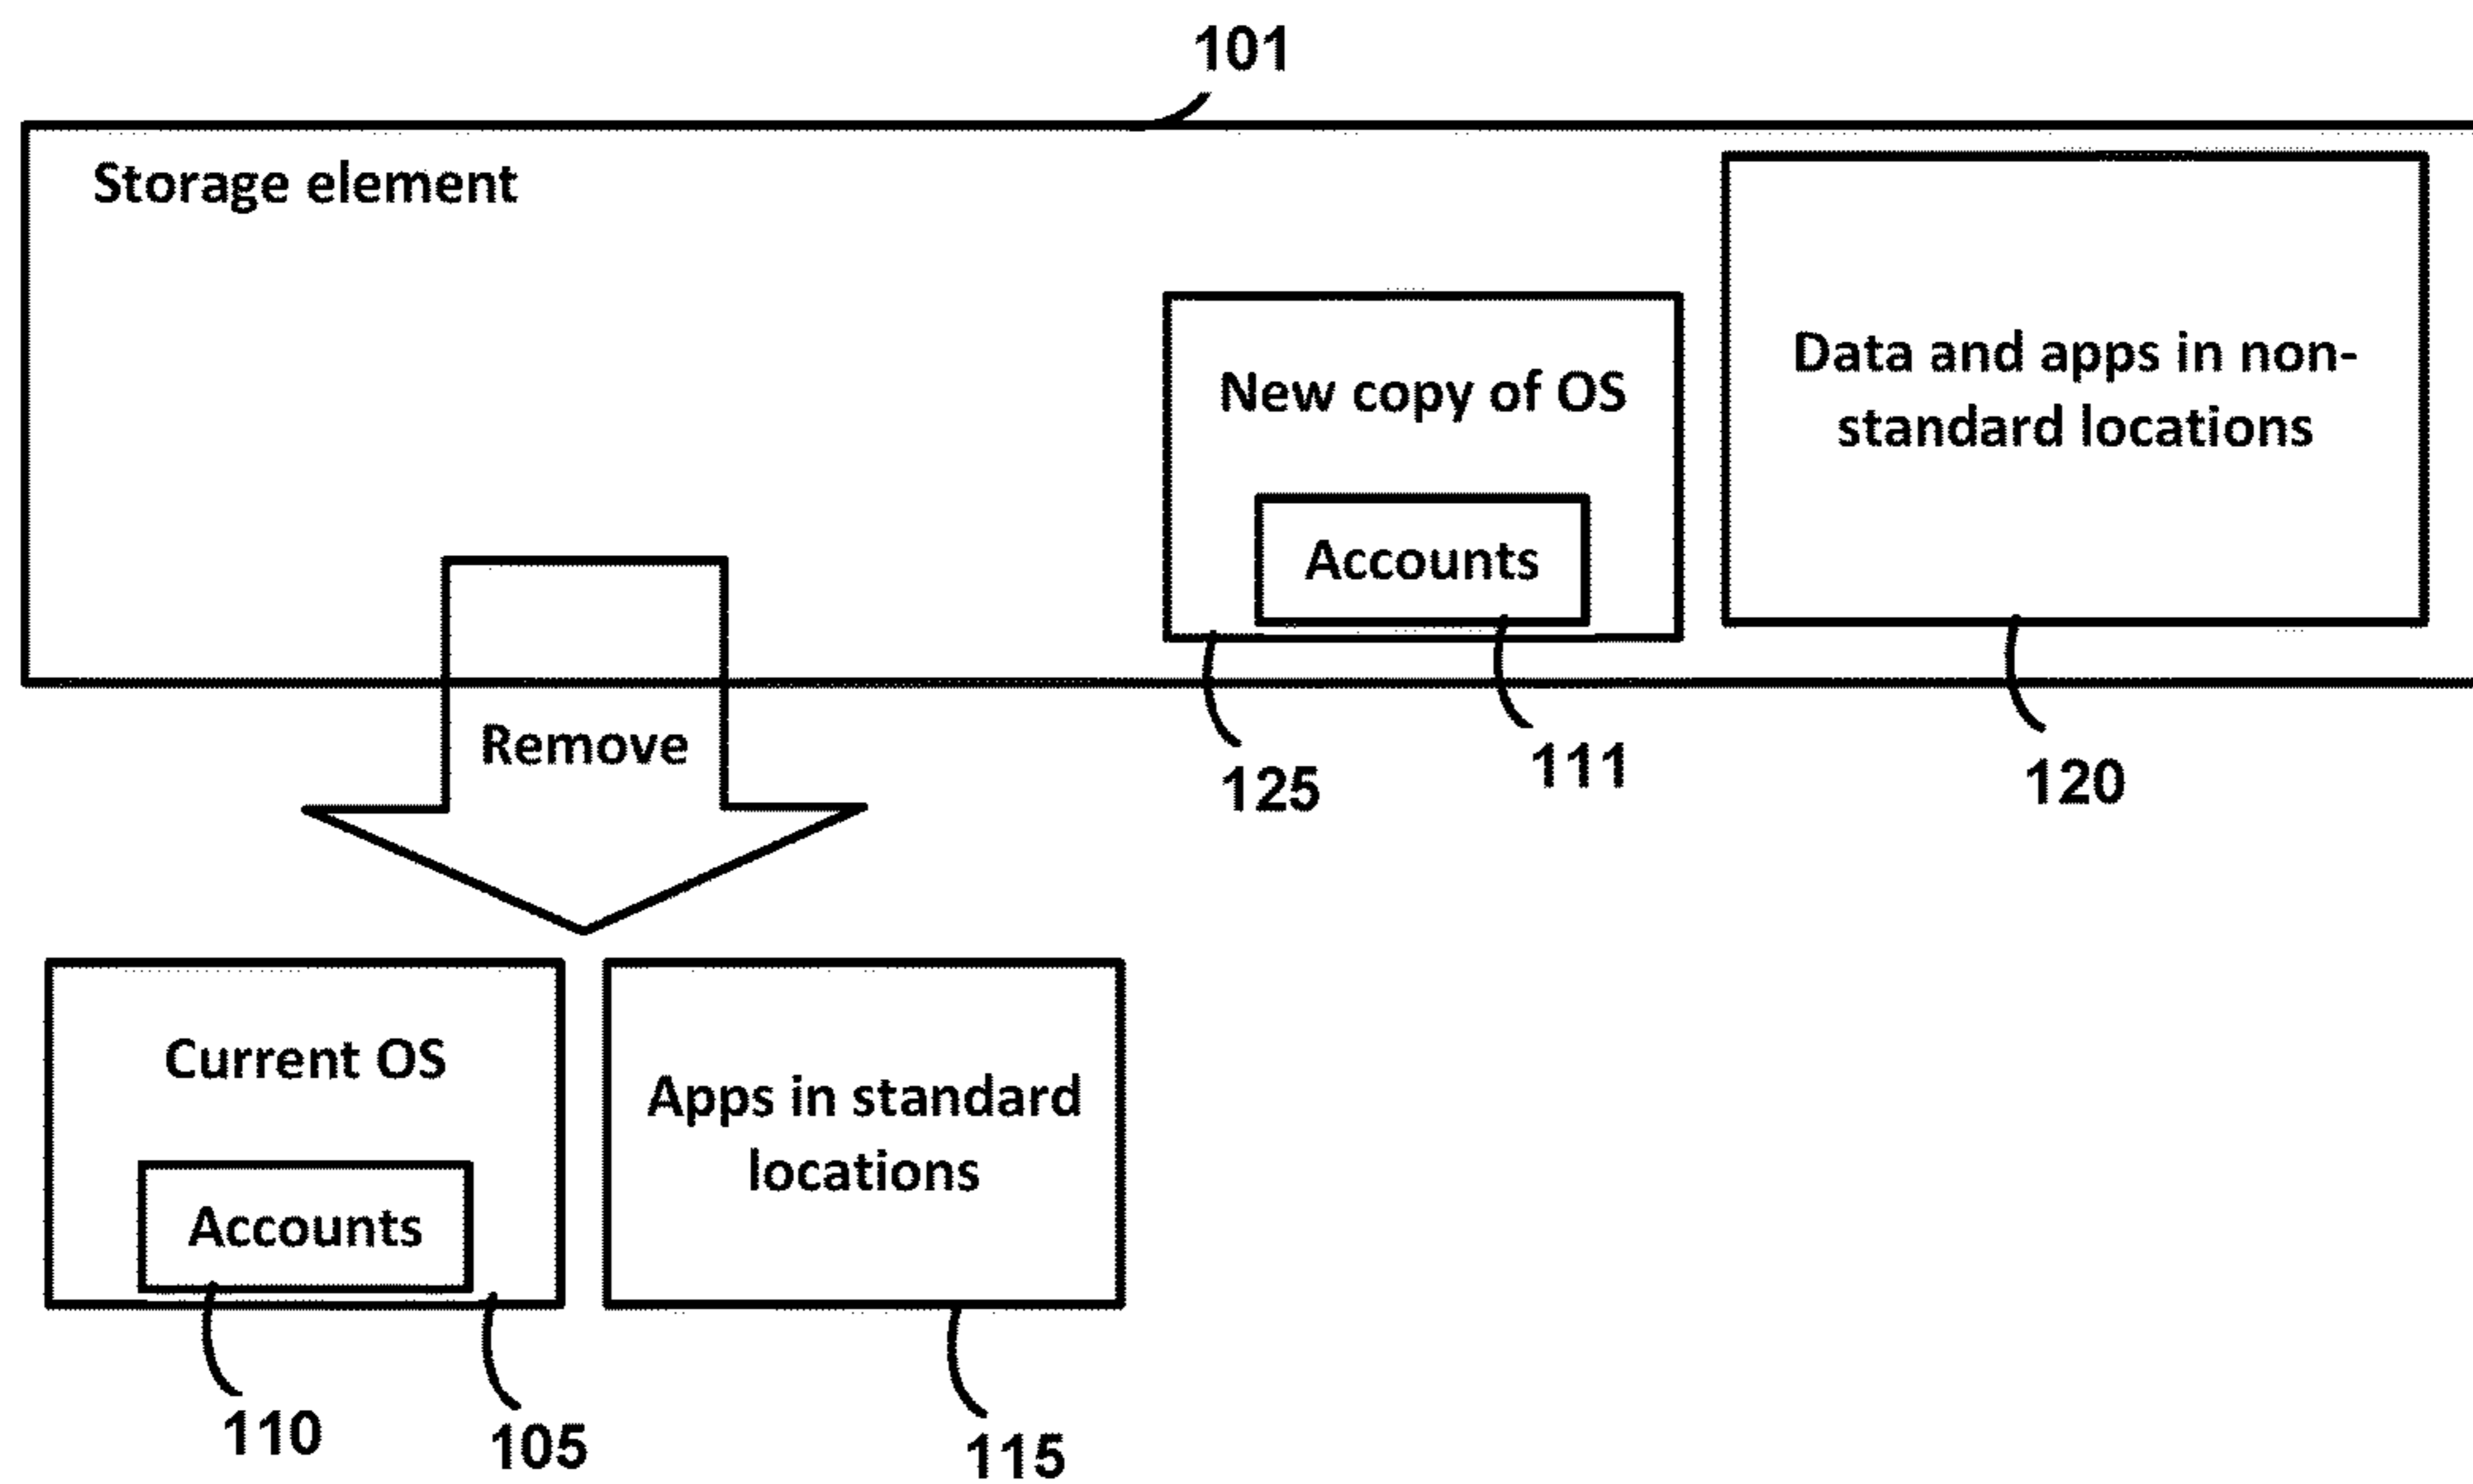 101
Storage element
New copy of OS
Accounts
Data and apps in non-
standard locations
Remove
125
111
120
Current OS
Accounts
Apps in standard
locations
110
105
115